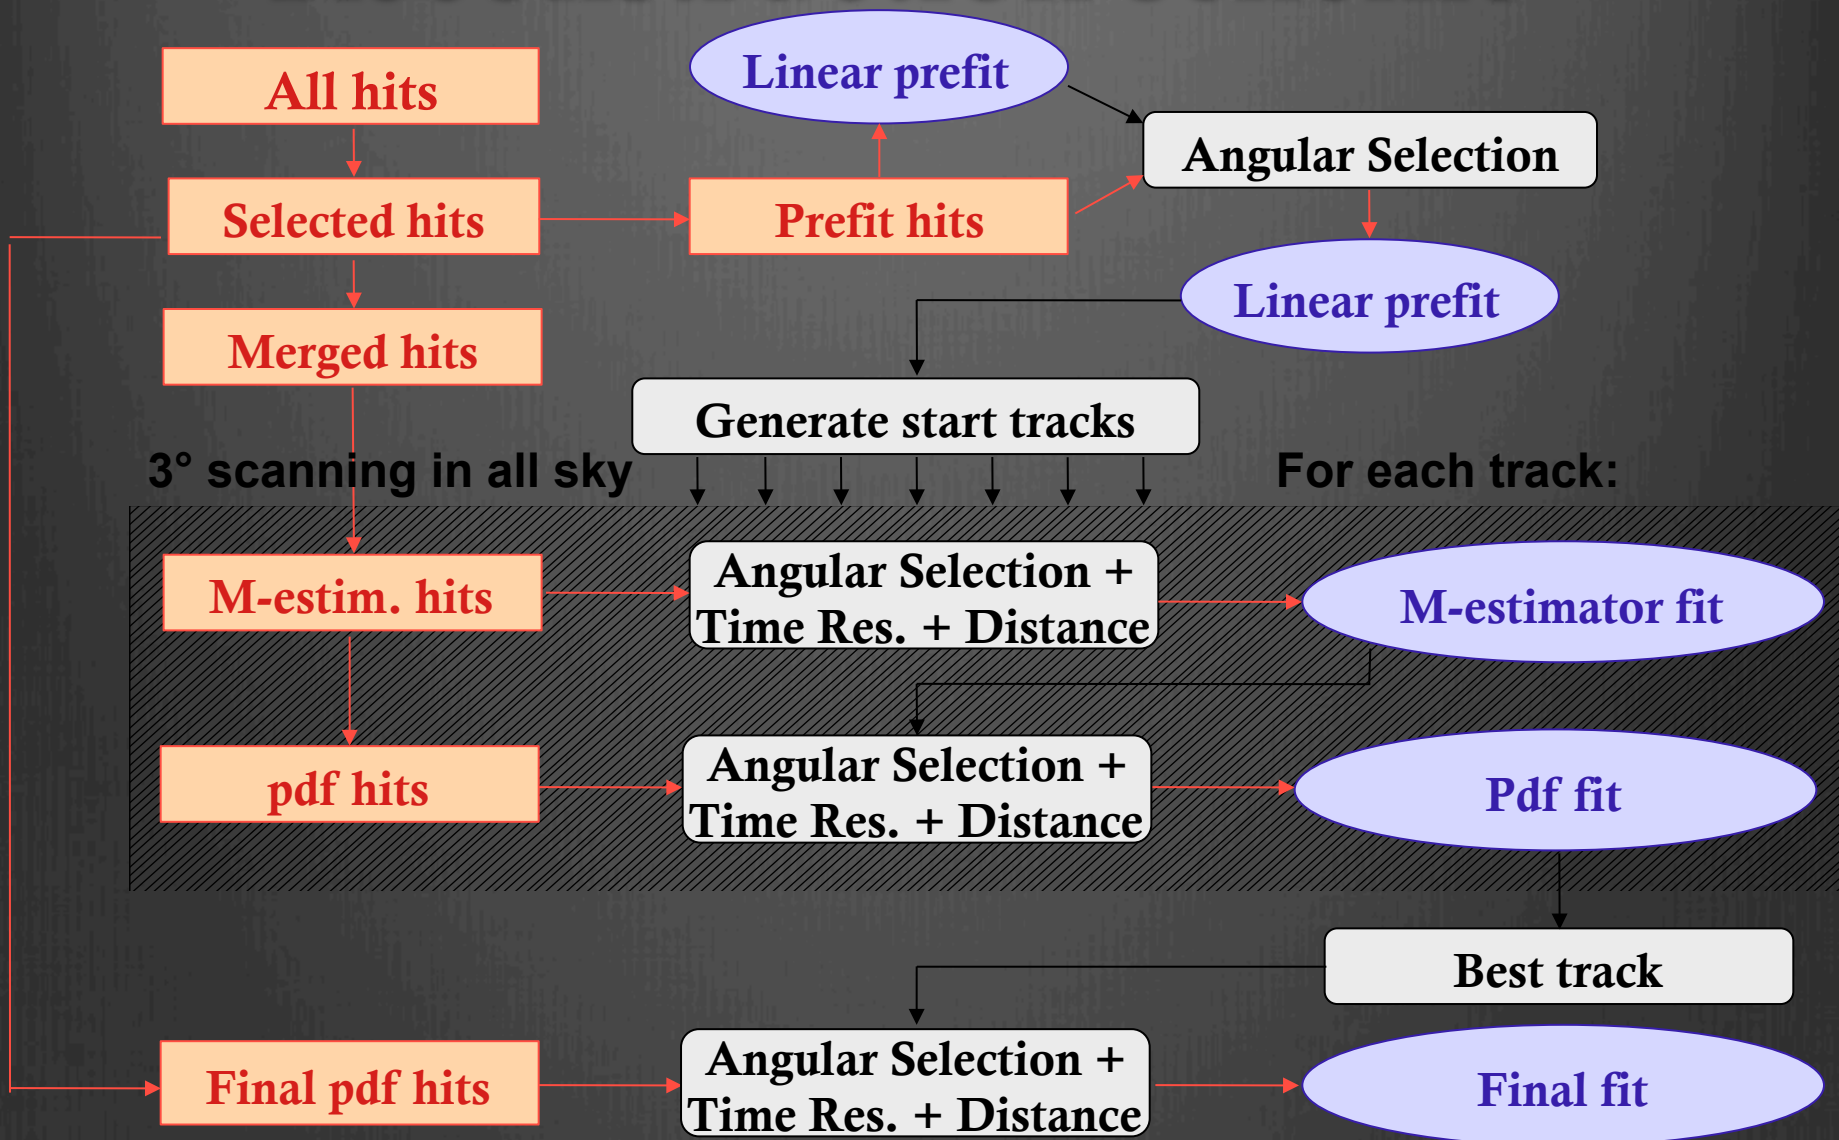 All hits
Linear prefit
Angular Selection
Selected hits
Prefit hits
Linear prefit
Merged hits
Generate start tracks
3° scanning in all sky
For each track:
M-estim. hits
Angular Selection +
Time Res. + Distance
M-estimator fit
pdf hits
Angular Selection +
Time Res. + Distance
Pdf fit
Best track
Final pdf hits
Angular Selection +
Time Res. + Distance
Final fit